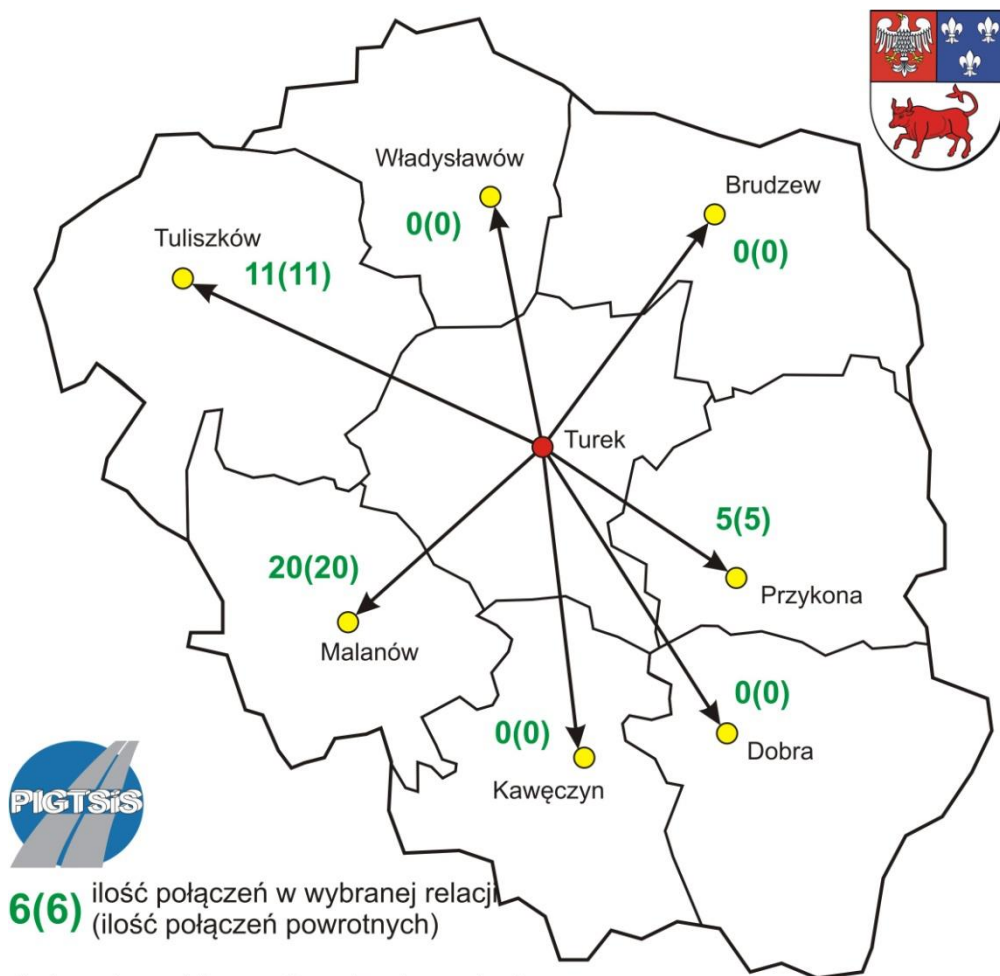 Władysławów
0(0)
Brudzew
0(0)
Tuliszków
11(11)
Turek
5(5)
Przykona
20(20)
Malanów
0(0)
Dobra
0(0)
Kawęczyn
PIGTSiS
6(6) ilość połączeń w wybranej relacji
(ilość połączeń powrotnych)